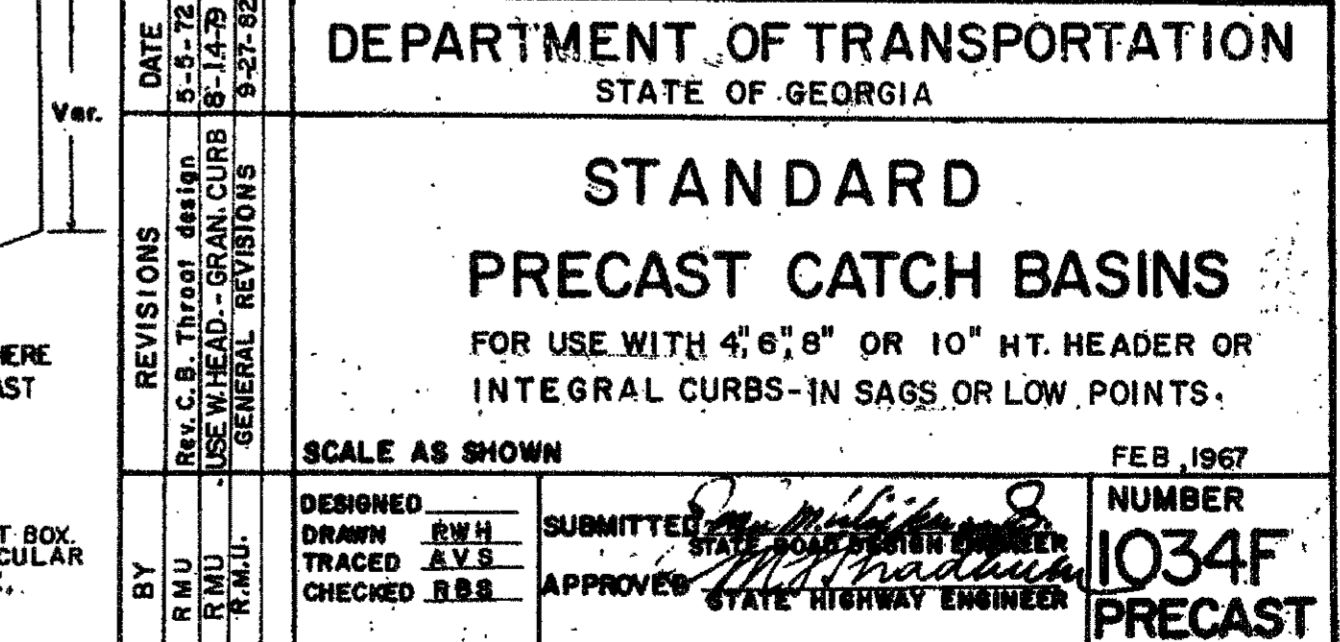 Var.
HERE
AST
T BOX.
CULAR
DATE
5-5-72
8-14-79
9-27-82
REVISIONS
Rev. C. B. Throat design
USE W. HEAD.-GRAN. CURB
GENERAL REVISIONS
BY
RMU
RMU
R.M.U.
DEPARTMENT OF TRANSPORTATION
STATE OF GEORGIA
STANDARD
PRECAST CATCH BASINS
FOR USE WITH 4", 6", 8" OR 10" HT. HEADER OR
INTEGRAL CURBS-IN SAGS OR LOW POINTS.
SCALE AS SHOWN
FEB, 1967
DESIGNED
DRAWN RWH
TRACED AVS
CHECKED RBS
SUBMITTED
STATE ROAD DESIGN ENGINEER
APPROVED
STATE HIGHWAY ENGINEER
NUMBER
1034F
PRECAST